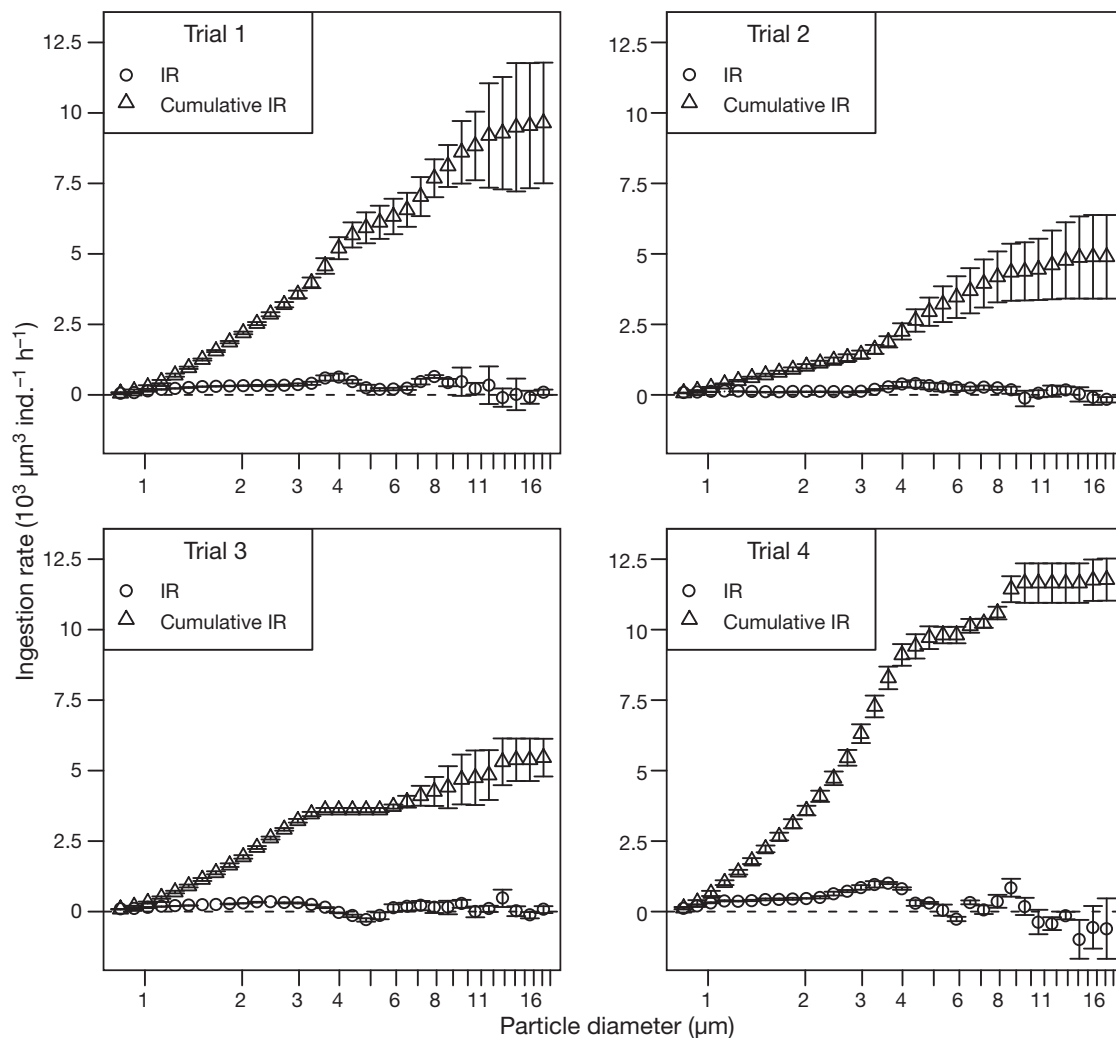 Trial 1
IR
Cumulative IR
12.5
10
7.5
5
2.5
0
1 2 3 4 6 8 11 16
Trial 2
IR
Cumulative IR
12.5
10
7.5
5
2.5
0
1 2 3 4 6 8 11 16
Ingestion rate (10³ µm³ ind.⁻¹ h⁻¹)
Trial 3
IR
Cumulative IR
12.5
10
7.5
5
2.5
0
1 2 3 4 6 8 11 16
Trial 4
IR
Cumulative IR
12.5
10
7.5
5
2.5
0
1 2 3 4 6 8 11 16
Particle diameter (µm)